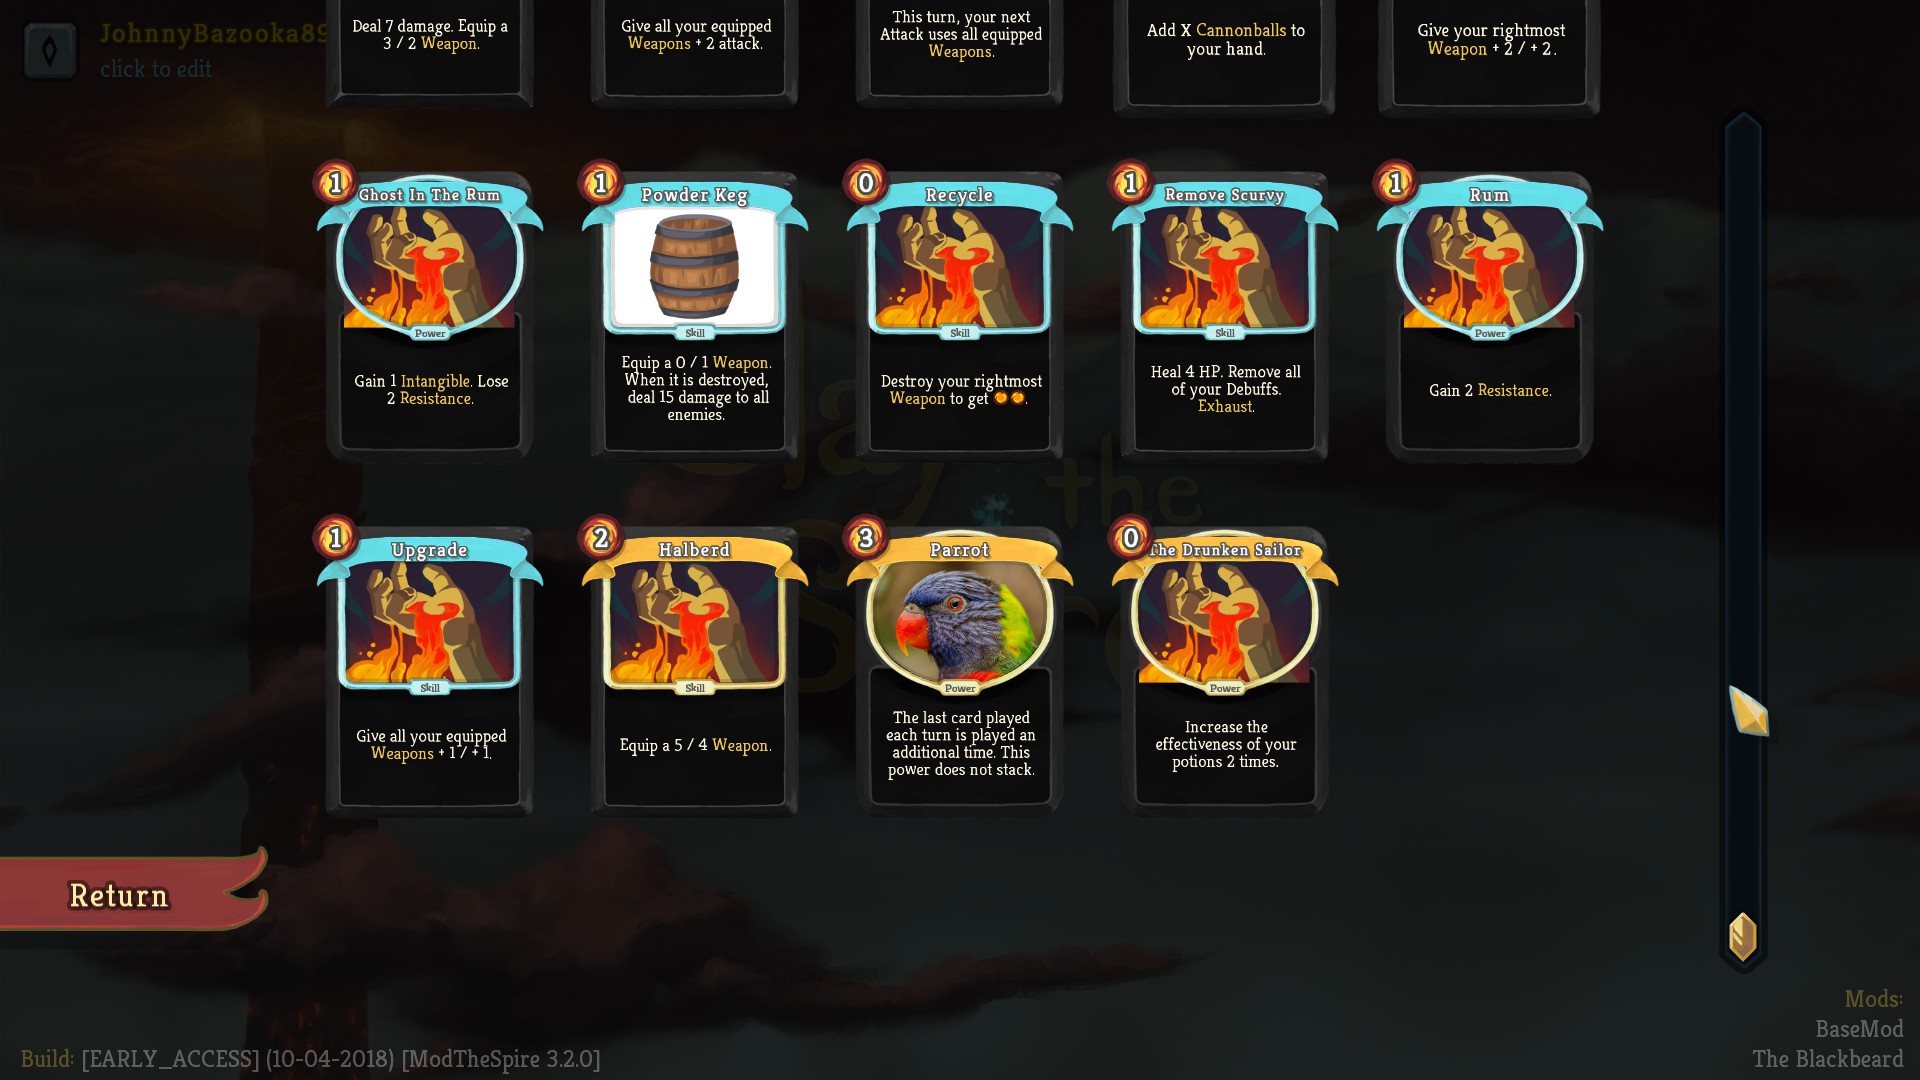 JohnnyBazooka89
click to edit
Deal 7 damage. Equip a
3 / 2 Weapon.
Give all your equipped
Weapons + 2 attack.
This turn, your next
Attack uses all equipped
Weapons.
Add X Cannonballs to
your hand.
Give your rightmost
Weapon + 2 / + 2 .
1
Ghost In The Rum
Power
Gain 1 Intangible. Lose
2 Resistance.
1
Powder Keg
Skill
Equip a 0 / 1 Weapon.
When it is destroyed,
deal 15 damage to all
enemies.
0
Recycle
Skill
Destroy your rightmost
Weapon to get .
1
Remove Scurvy
Skill
Heal 4 HP. Remove all
of your Debuffs.
Exhaust.
1
Rum
Power
Gain 2 Resistance.
1
Upgrade
Skill
Give all your equipped
Weapons + 1 / + 1.
2
Halberd
Skill
Equip a 5 / 4 Weapon.
3
Parrot
Power
The last card played
each turn is played an
additional time. This
power does not stack.
0
The Drunken Sailor
Power
Increase the
effectiveness of your
potions 2 times.
Slay
the
Spire
Return
Mods:
BaseMod
The Blackbeard
Build: [EARLY_ACCESS] (10-04-2018) [ModTheSpire 3.2.0]